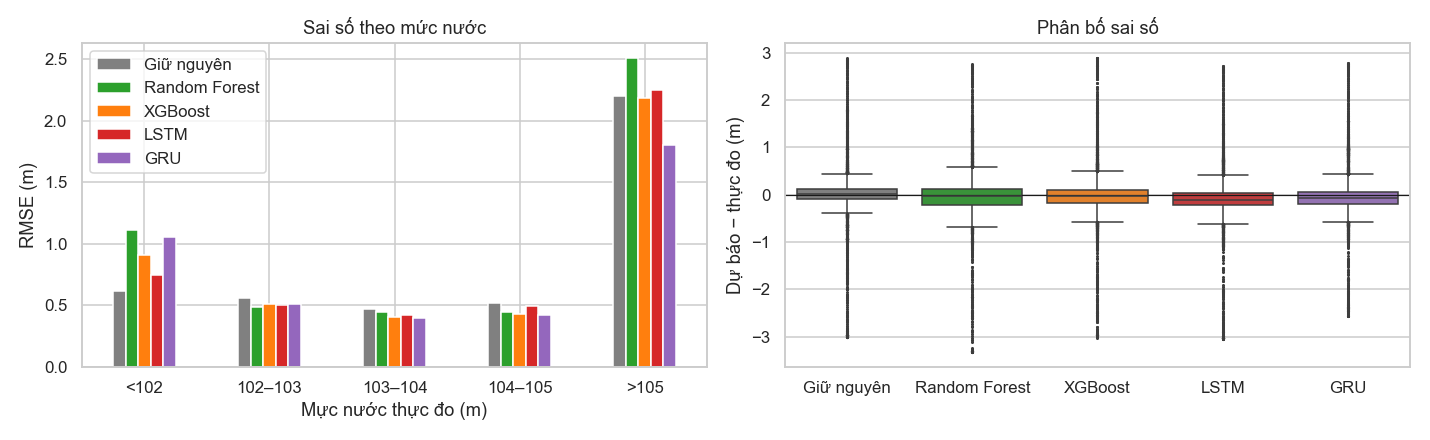 Sai số theo mức nước
RMSE (m)
2.5
2.0
1.5
1.0
0.5
0.0
Giữ nguyên
Random Forest
XGBoost
LSTM
GRU
<102
102–103
103–104
104–105
>105
Mực nước thực đo (m)
Phân bố sai số
Dự báo − thực đo (m)
3
2
1
0
−1
−2
−3
Giữ nguyên
Random Forest
XGBoost
LSTM
GRU